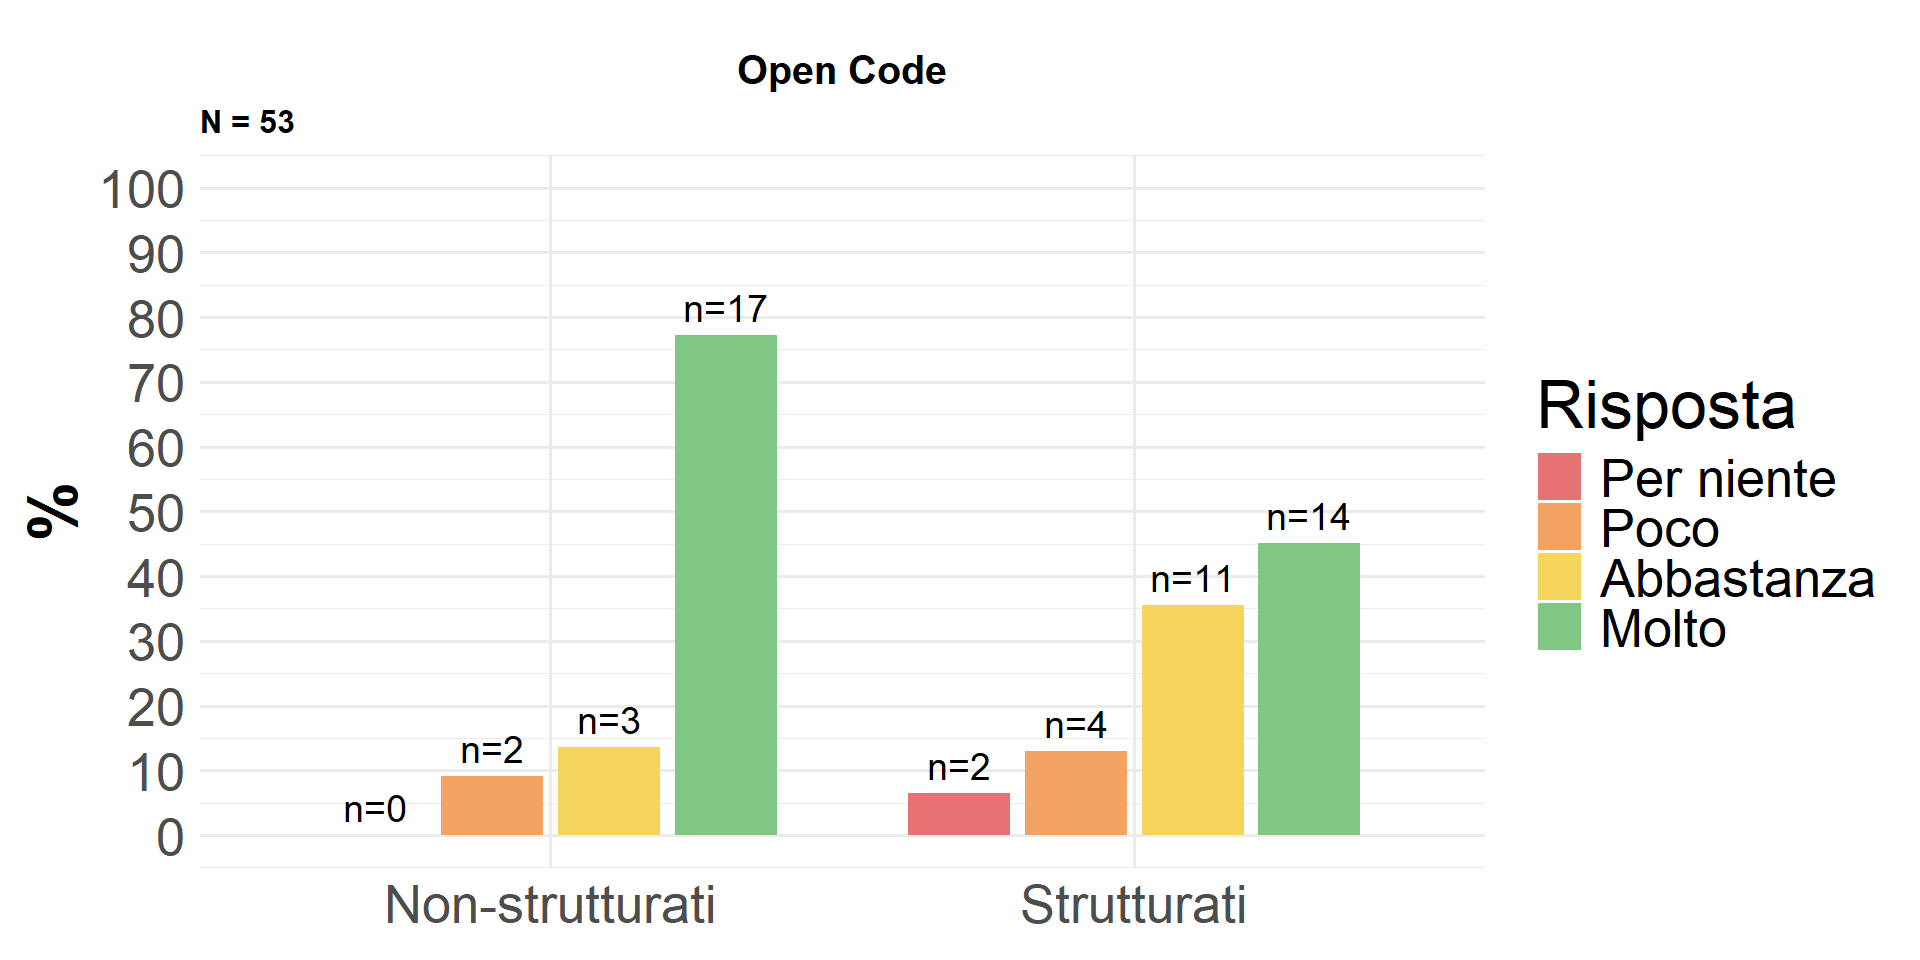 Open Code
N = 53
100
90
80
70
60
50
40
30
20
10
0
%
n=0
n=2
n=3
n=17
n=2
n=4
n=11
n=14
Non-strutturati
Strutturati
Risposta
Per niente
Poco
Abbastanza
Molto